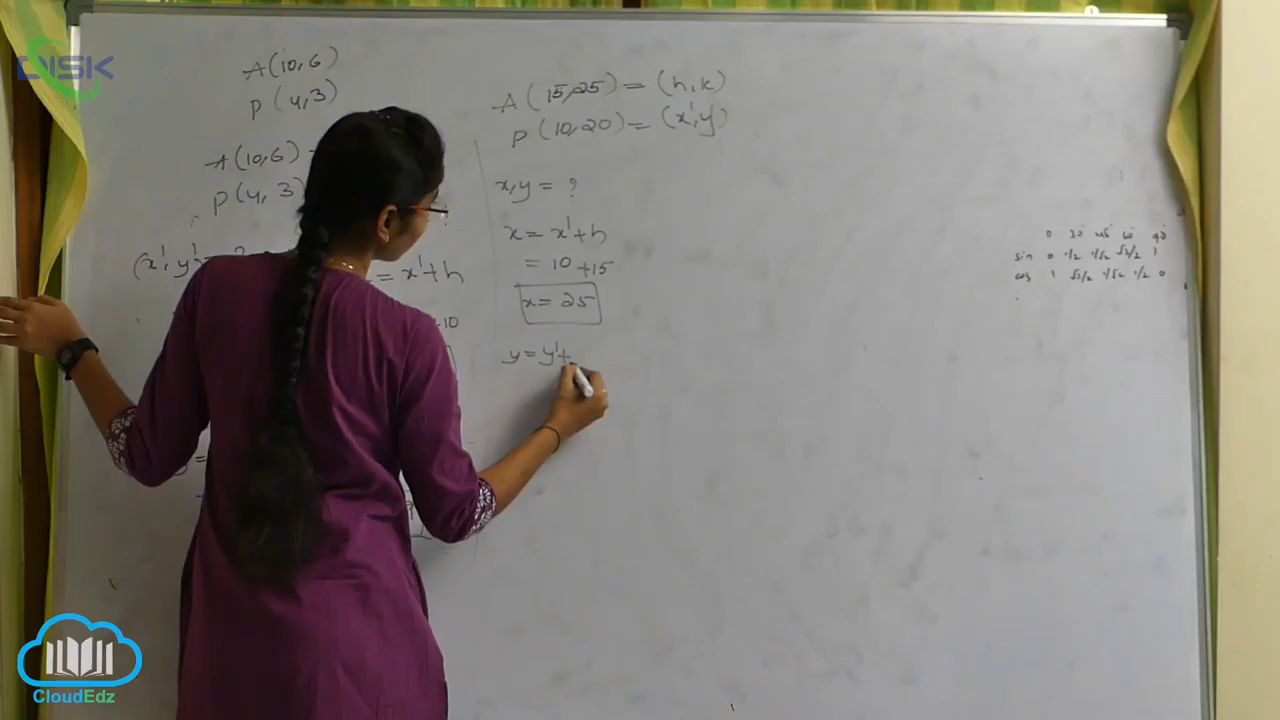 DISK
A(10,6)
P(4,3)
A(10,6)
P(4,3)
(x', y')
= x'+h
10
A(15,25) = (h,k)
P(10,20) = (x',y')
x,y = ?
x = x'+h
= 10+15
x = 25
y = y'+
0 30° 45° 60° 90°
sin 0 1/2 1/√2 √3/2 1
cos 1 √3/2 1/√2 1/2 0
CloudEdz